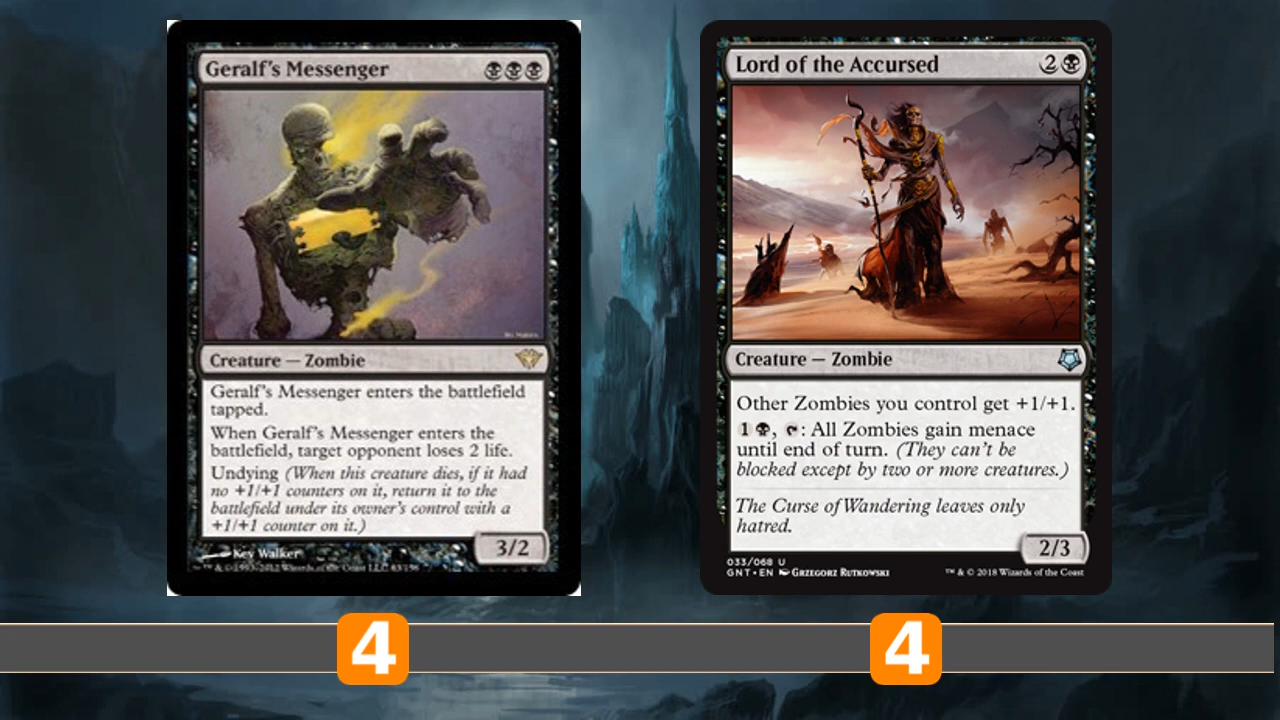 Geralf's Messenger
Creature — Zombie
Geralf's Messenger enters the battlefield
tapped.
When Geralf's Messenger enters the
battlefield, target opponent loses 2 life.
Undying (When this creature dies, if it had
no +1/+1 counters on it, return it to the
battlefield under its owner's control with a
+1/+1 counter on it.)
Kev Walker
3/2
4
Lord of the Accursed
2
Creature — Zombie
Other Zombies you control get +1/+1.
1 , : All Zombies gain menace
until end of turn. (They can't be
blocked except by two or more creatures.)
The Curse of Wandering leaves only
hatred.
2/3
033/068 U
GNT • EN Grzegorz Rutkowski
™ & © 2018 Wizards of the Coast
4